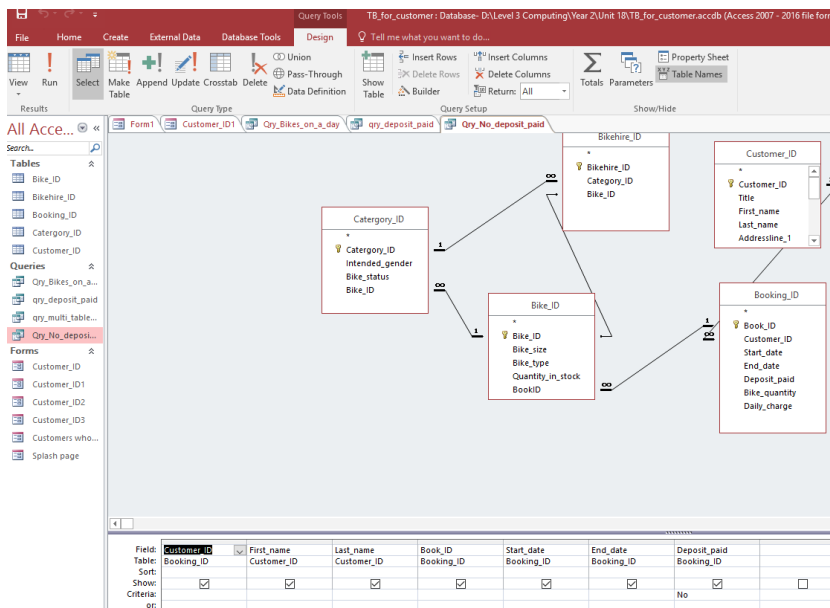 Query Tools
TB_for_customer : Database- D:\Level 3 Computing\Year 2\Unit 18\TB_for_customer.accdb (Access 2007 - 2016 file form
File Home Create External Data Database Tools Design Tell me what you want to do...
View Run Select Make Table Append Update Crosstab Delete
Union
Pass-Through
Data Definition
Show Table
Insert Rows
Delete Rows
Builder
Insert Columns
Delete Columns
Return: All
Totals Parameters
Property Sheet
Table Names
Results Query Type Query Setup Show/Hide
All Acce...
Search..
Tables
Bike_ID
Bikehire_ID
Booking_ID
Catergory_ID
Customer_ID
Queries
Qry_Bikes_on_a...
qry_deposit_paid
qry_multi_table...
Qry_No_deposi...
Forms
Customer_ID
Customer_ID1
Customer_ID2
Customer_ID3
Customers who...
Splash page
Form1 Customer_ID1 Qry_Bikes_on_a_day qry_deposit_paid Qry_No_deposit_paid
Catergory_ID
*
Catergory_ID
Intended_gender
Bike_status
Bike_ID
Bikehire_ID
*
Bikehire_ID
Category_ID
Bike_ID
Bike_ID
*
Bike_ID
Bike_size
Bike_type
Quantity_in_stock
BookID
Customer_ID
*
Customer_ID
Title
First_name
Last_name
Addressline_1
Booking_ID
*
Book_ID
Customer_ID
Start_date
End_date
Deposit_paid
Bike_quantity
Daily_charge
1 ∞
∞ 1
∞ 1
∞
Field: Customer_ID First_name Last_name Book_ID Start_date End_date Deposit_paid
Table: Booking_ID Customer_ID Customer_ID Booking_ID Booking_ID Booking_ID Booking_ID
Sort:
Show:
Criteria: No
or: